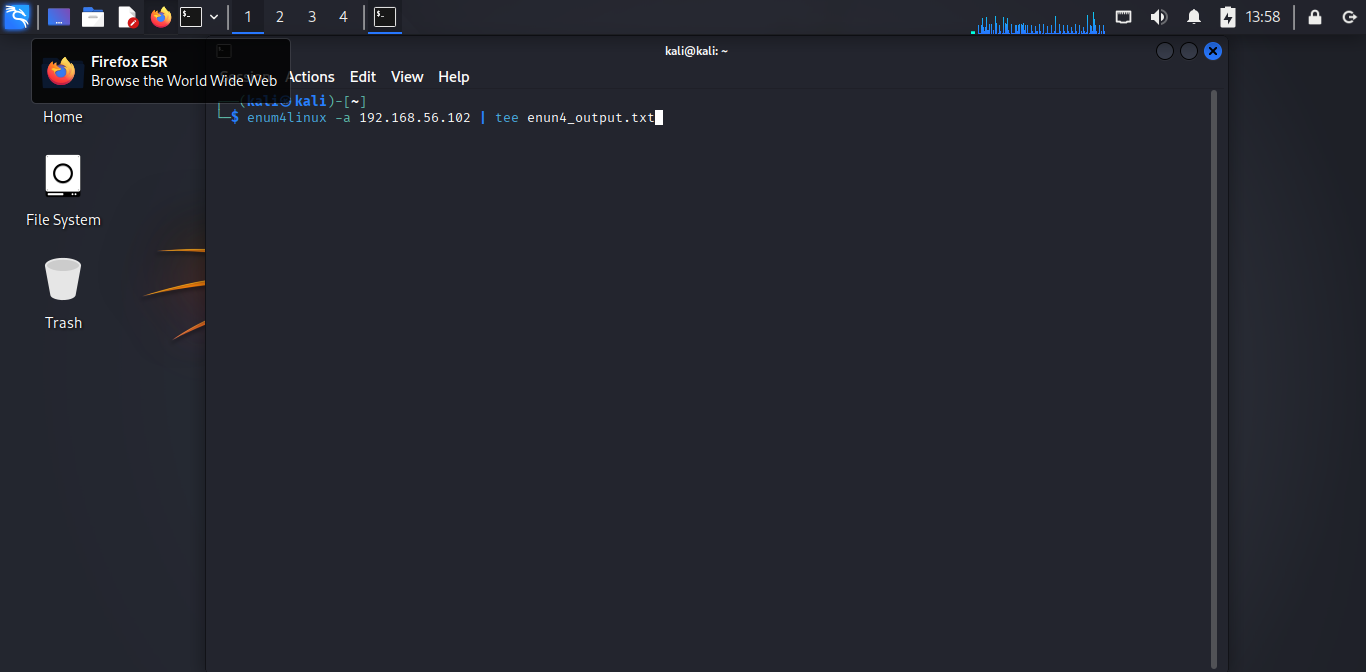 1 2 3 4 13:58
kali@kali: ~
Firefox ESR
Browse the World Wide Web
Actions Edit View Help
(kali@kali)-[~]
$ enum4linux -a 192.168.56.102 | tee enun4_output.txt
Home
File System
Trash